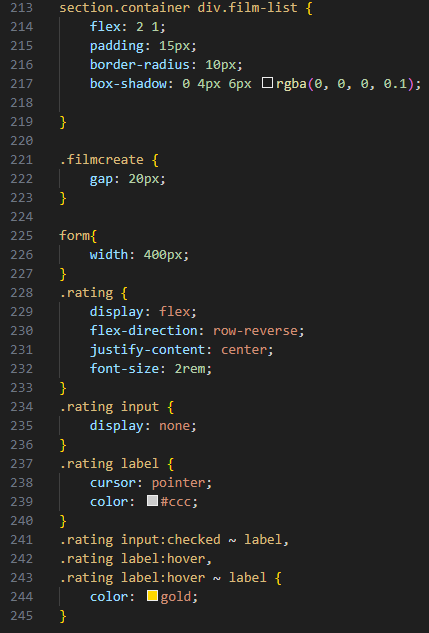 213 section.container div.film-list {
214     flex: 2 1;
215     padding: 15px;
216     border-radius: 10px;
217     box-shadow: 0 4px 6px rgba(0, 0, 0, 0.1);
218
219 }
220
221 .filmcreate {
222     gap: 20px;
223 }
224
225 form{
226     width: 400px;
227 }
228 .rating {
229     display: flex;
230     flex-direction: row-reverse;
231     justify-content: center;
232     font-size: 2rem;
233 }
234 .rating input {
235     display: none;
236 }
237 .rating label {
238     cursor: pointer;
239     color: #ccc;
240 }
241 .rating input:checked ~ label,
242 .rating label:hover,
243 .rating label:hover ~ label {
244     color: gold;
245 }